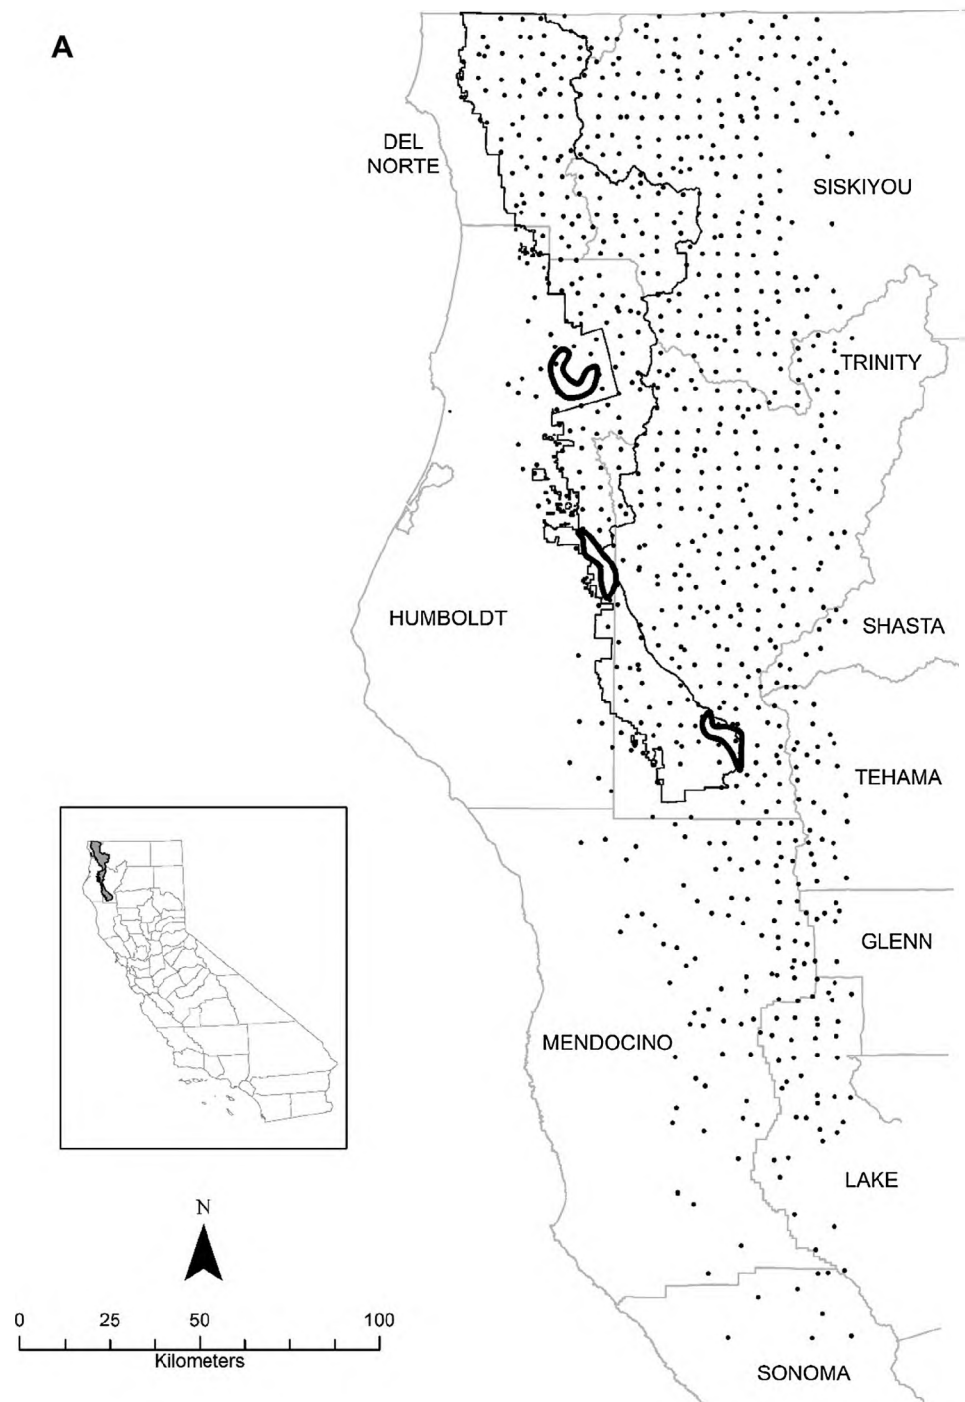 A
DEL
NORTE
SISKIYOU
TRINITY
HUMBOLDT
SHASTA
TEHAMA
GLENN
MENDOCINO
LAKE
N
0 25 50 100
Kilometers
SONOMA